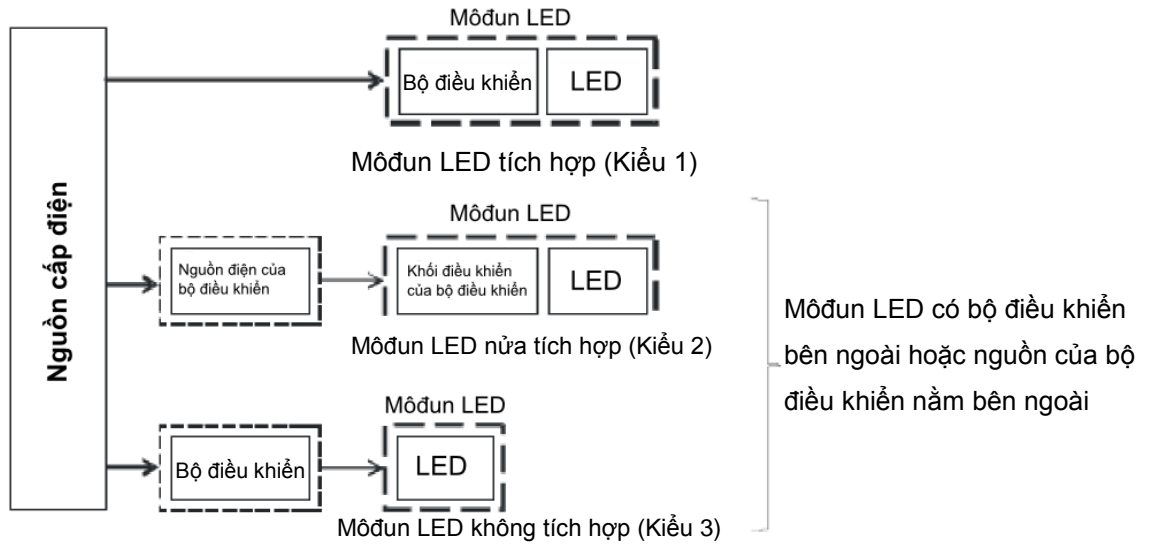 Nguồn cấp điện
Môđun LED
Bộ điều khiển
LED
Môđun LED tích hợp (Kiểu 1)
Môđun LED
Nguồn điện của
bộ điều khiển
Khối điều khiển
của bộ điều khiển
LED
Môđun LED nửa tích hợp (Kiểu 2)
Môđun LED
Bộ điều khiển
LED
Môđun LED không tích hợp (Kiểu 3)
Môđun LED có bộ điều khiển
bên ngoài hoặc nguồn của bộ
điều khiển nằm bên ngoài